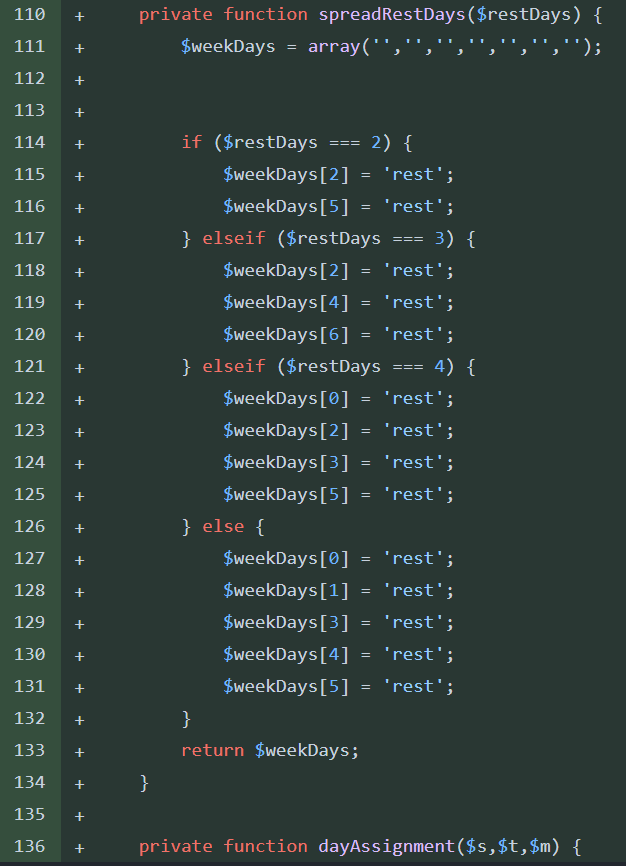 110 +     private function spreadRestDays($restDays) {
111 +         $weekDays = array('','','','','','','');
112 +
113 +
114 +         if ($restDays === 2) {
115 +             $weekDays[2] = 'rest';
116 +             $weekDays[5] = 'rest';
117 +         } elseif ($restDays === 3) {
118 +             $weekDays[2] = 'rest';
119 +             $weekDays[4] = 'rest';
120 +             $weekDays[6] = 'rest';
121 +         } elseif ($restDays === 4) {
122 +             $weekDays[0] = 'rest';
123 +             $weekDays[2] = 'rest';
124 +             $weekDays[3] = 'rest';
125 +             $weekDays[5] = 'rest';
126 +         } else {
127 +             $weekDays[0] = 'rest';
128 +             $weekDays[1] = 'rest';
129 +             $weekDays[3] = 'rest';
130 +             $weekDays[4] = 'rest';
131 +             $weekDays[5] = 'rest';
132 +         }
133 +         return $weekDays;
134 +     }
135 +
136 +     private function dayAssignment($s,$t,$m) {